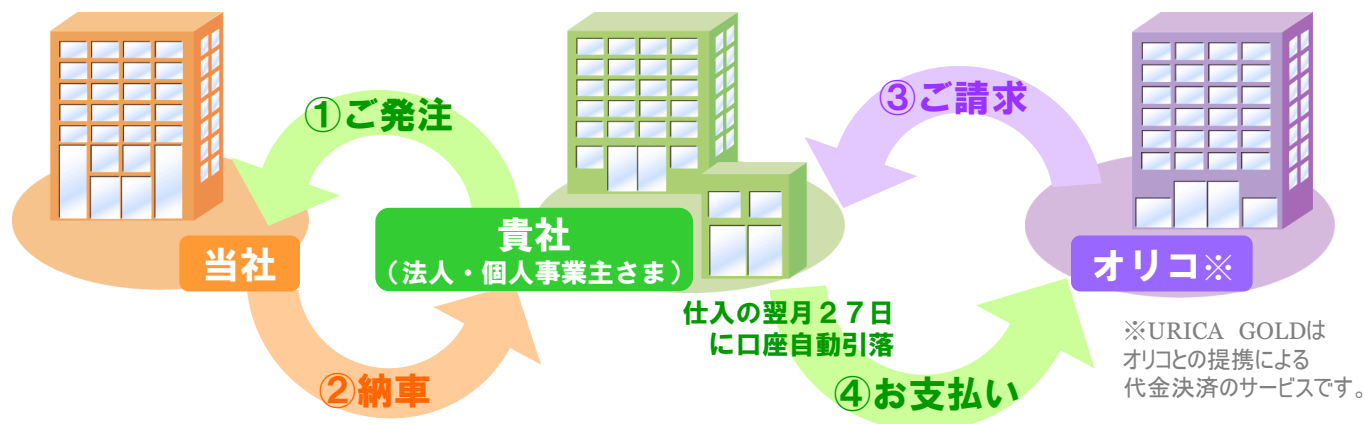 ①ご発注
③ご請求
当社
貴社
（法人・個人事業主さま）
オリコ※
仕入の翌月２７日
に口座自動引落
②納車
④お支払い
※URICA　GOLDは
オリコとの提携による
代金決済のサービスです。